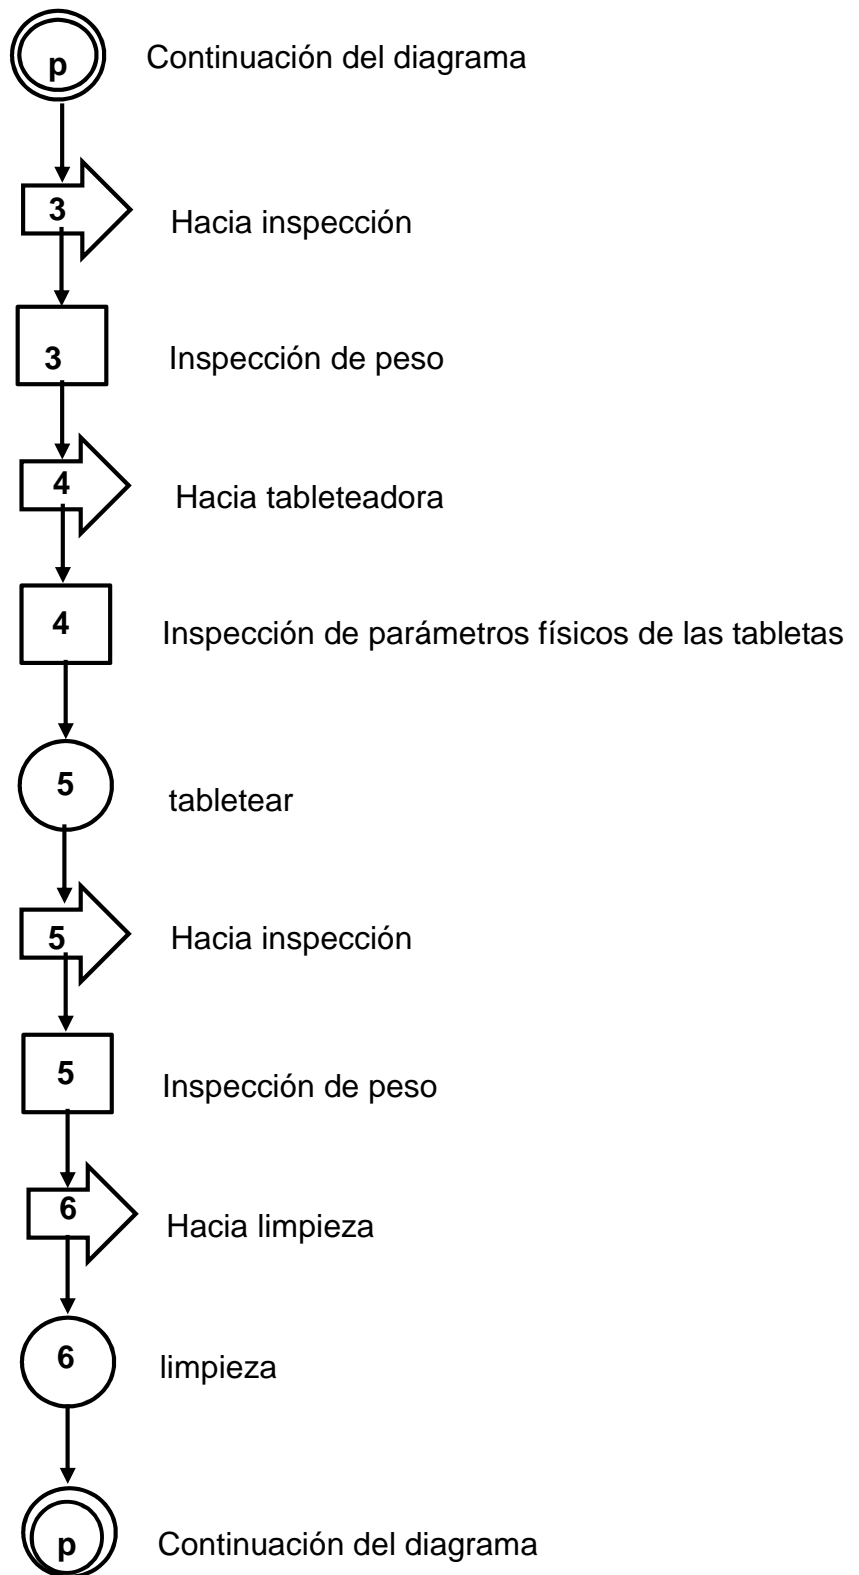 p Continuación del diagrama
3 Hacia inspección
3 Inspección de peso
4 Hacia tableteadora
4 Inspección de parámetros físicos de las tabletas
5 tabletear
5 Hacia inspección
5 Inspección de peso
6 Hacia limpieza
6 limpieza
p Continuación del diagrama